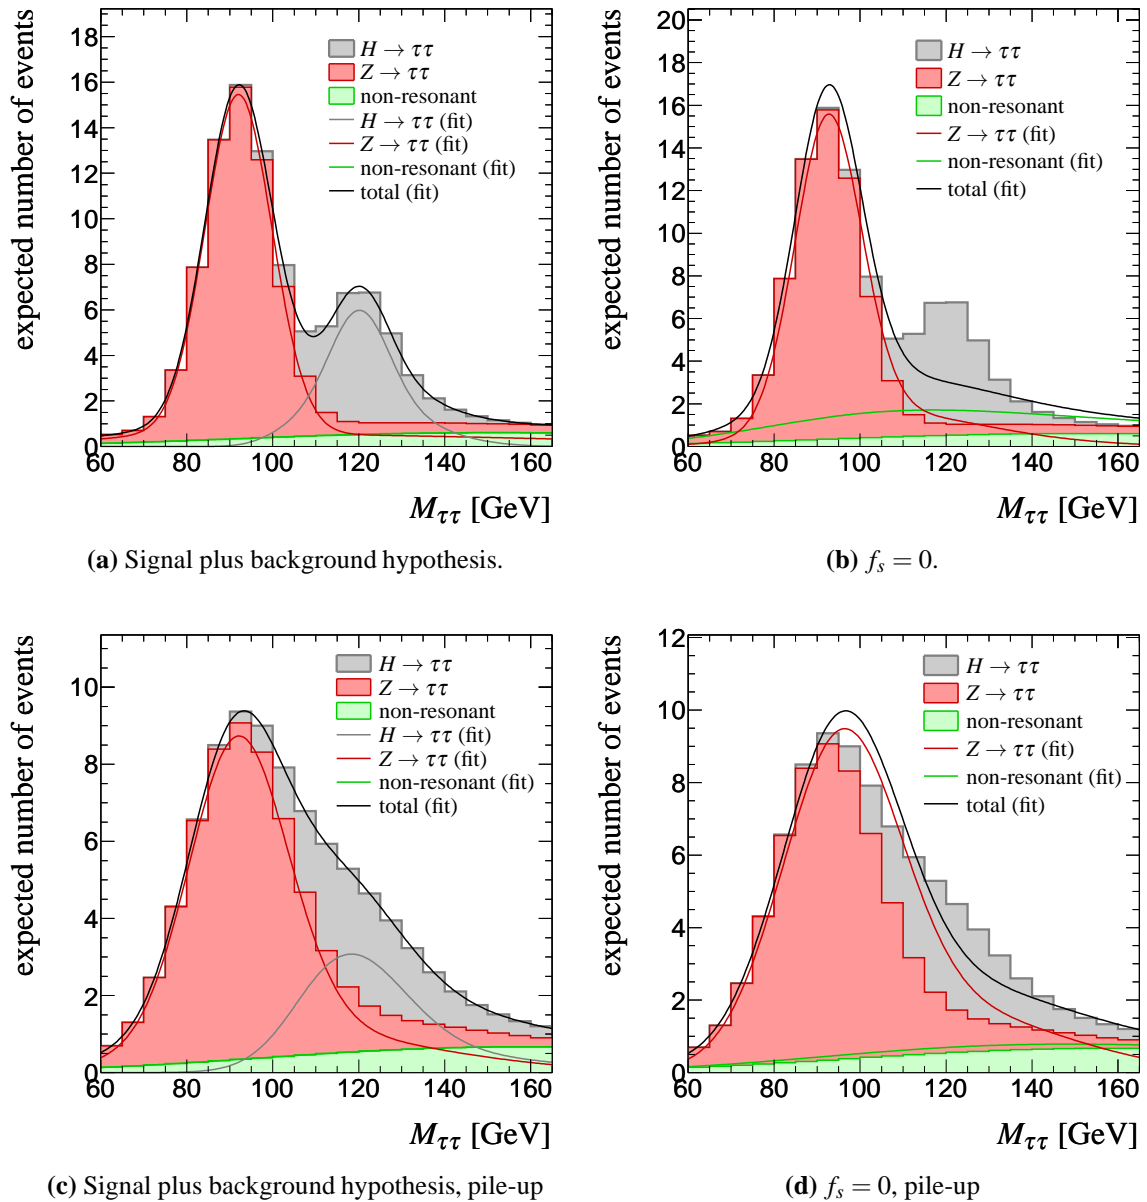 expected number of events
18
16
14
12
10
8
6
4
2
0
60 80 100 120 140 160
H → ττ
Z → ττ
non-resonant
H → ττ (fit)
Z → ττ (fit)
non-resonant (fit)
total (fit)
M_ττ [GeV]
(a) Signal plus background hypothesis.
expected number of events
20
18
16
14
12
10
8
6
4
2
0
60 80 100 120 140 160
H → ττ
Z → ττ
non-resonant
Z → ττ (fit)
non-resonant (fit)
total (fit)
M_ττ [GeV]
(b) f_s = 0.
expected number of events
10
8
6
4
2
0
60 80 100 120 140 160
H → ττ
Z → ττ
non-resonant
H → ττ (fit)
Z → ττ (fit)
non-resonant (fit)
total (fit)
M_ττ [GeV]
(c) Signal plus background hypothesis, pile-up
expected number of events
12
10
8
6
4
2
0
60 80 100 120 140 160
H → ττ
Z → ττ
non-resonant
Z → ττ (fit)
non-resonant (fit)
total (fit)
M_ττ [GeV]
(d) f_s = 0, pile-up